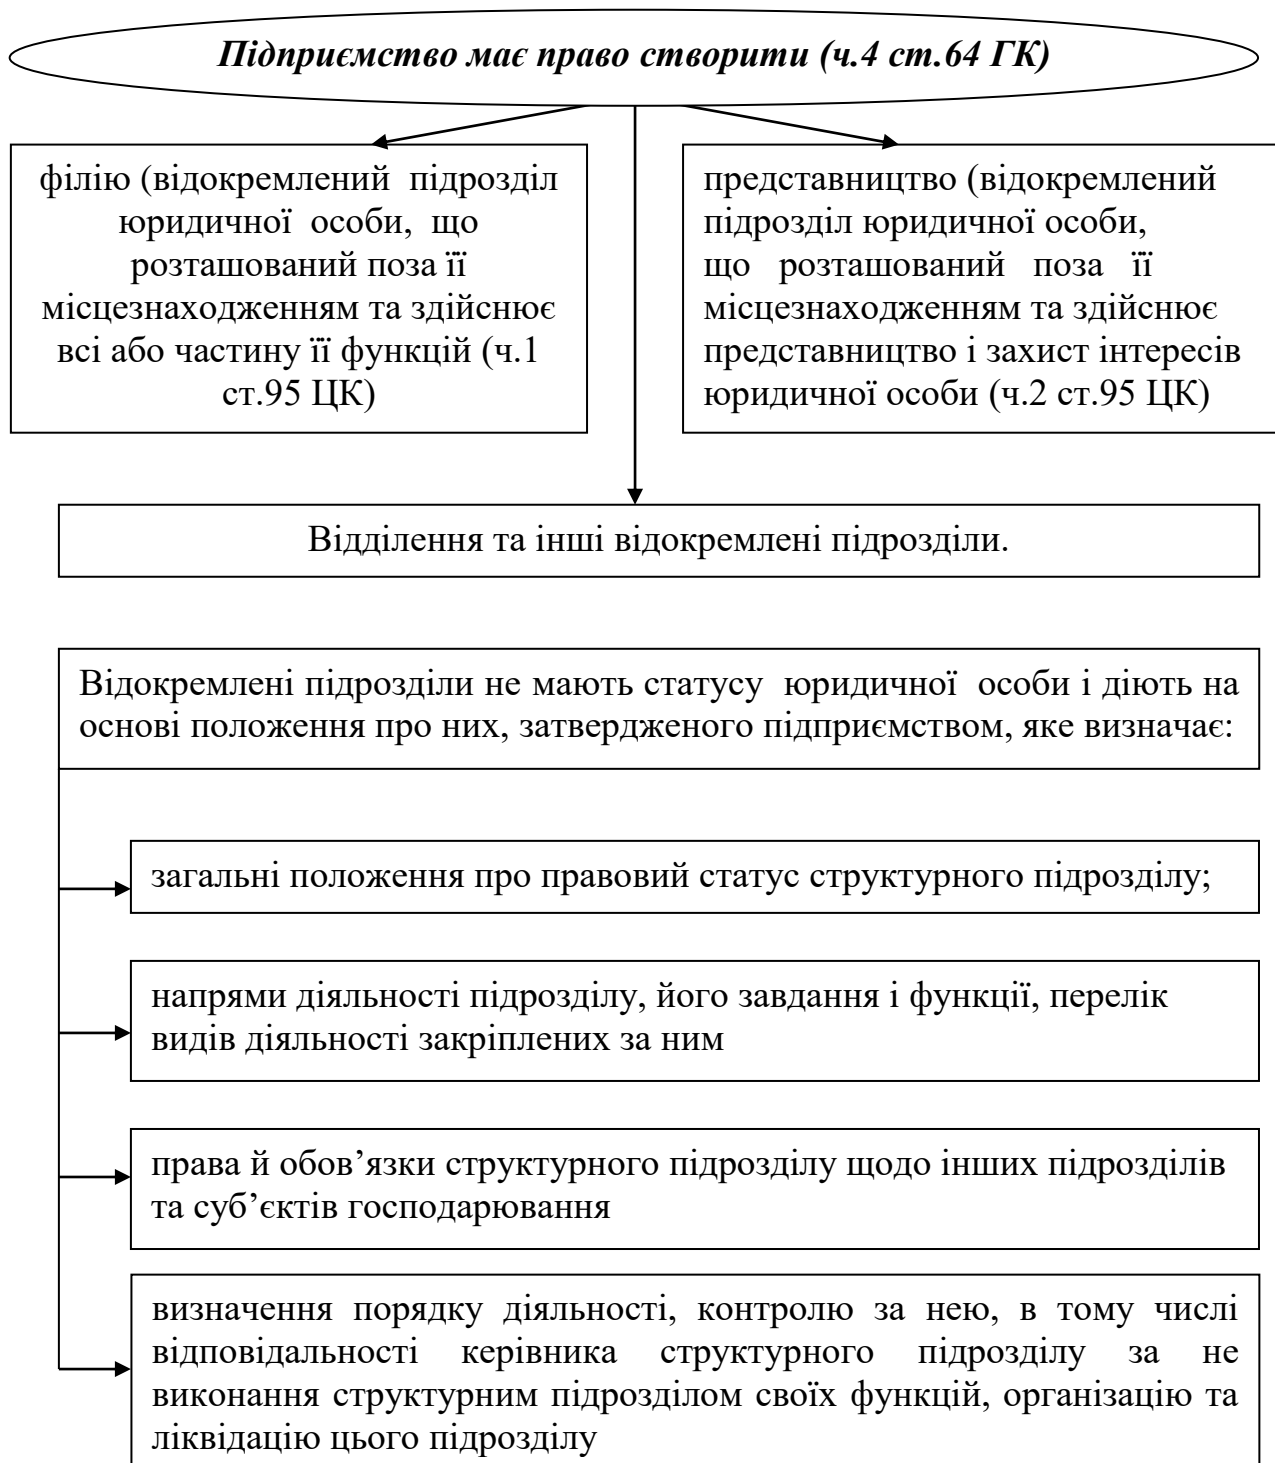 Підприємство має право створити (ч.4 ст.64 ГК)
філію (відокремлений підрозділ
юридичної особи, що
розташований поза її
місцезнаходженням та здійснює
всі або частину її функцій (ч.1
ст.95 ЦК)
представництво (відокремлений
підрозділ юридичної особи,
що розташований поза її
місцезнаходженням та здійснює
представництво і захист інтересів
юридичної особи (ч.2 ст.95 ЦК)
Відділення та інші відокремлені підрозділи.
Відокремлені підрозділи не мають статусу юридичної особи і діють на
основі положення про них, затвердженого підприємством, яке визначає:
загальні положення про правовий статус структурного підрозділу;
напрями діяльності підрозділу, його завдання і функції, перелік
видів діяльності закріплених за ним
права й обов’язки структурного підрозділу щодо інших підрозділів
та суб’єктів господарювання
визначення порядку діяльності, контролю за нею, в тому числі
відповідальності керівника структурного підрозділу за не
виконання структурним підрозділом своїх функцій, організацію та
ліквідацію цього підрозділу